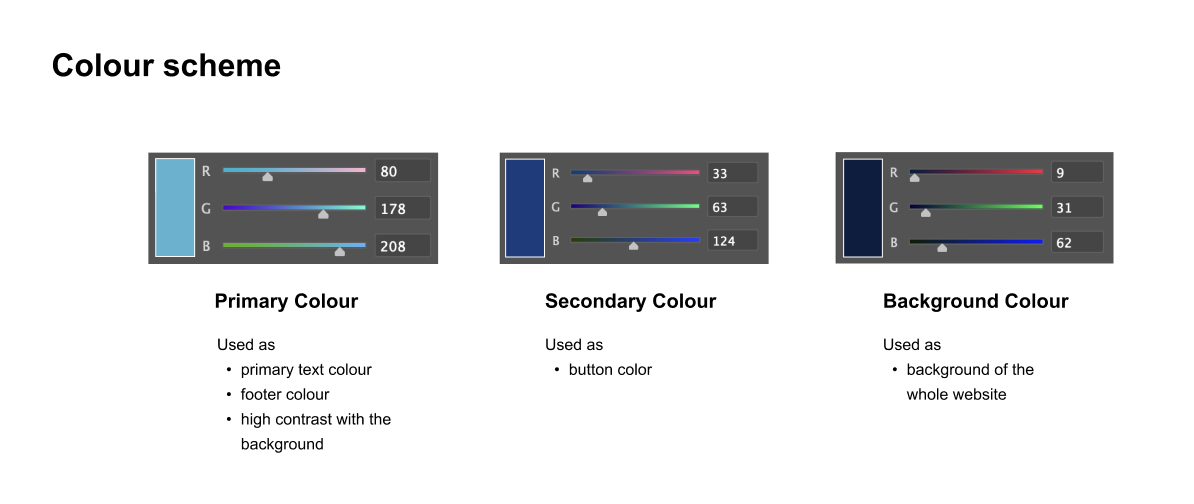 Colour scheme
R 80
G 178
B 208
R 33
G 63
B 124
R 9
G 31
B 62
Primary Colour
Used as
• primary text colour
• footer colour
• high contrast with the
background
Secondary Colour
Used as
• button color
Background Colour
Used as
• background of the
whole website